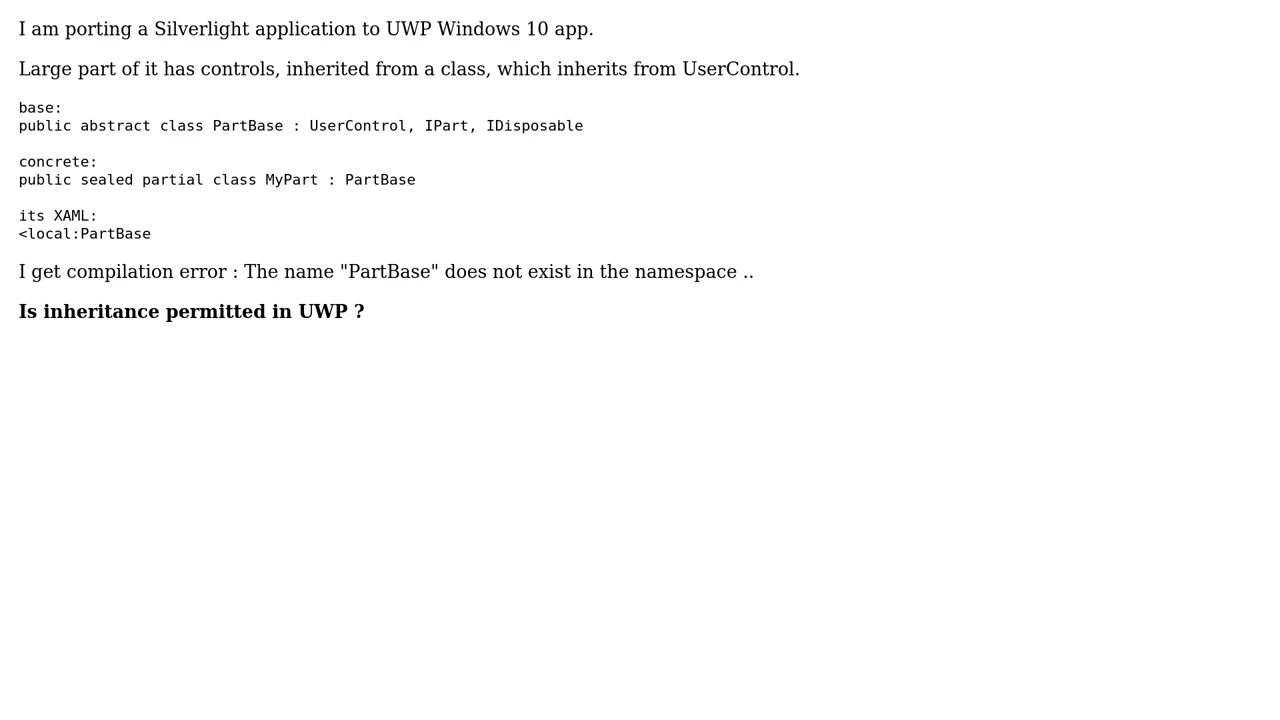 I am porting a Silverlight application to UWP Windows 10 app.
Large part of it has controls, inherited from a class, which inherits from UserControl.
base:
public abstract class PartBase : UserControl, IPart, IDisposable
concrete:
public sealed partial class MyPart : PartBase
its XAML:
<local:PartBase
I get compilation error : The name "PartBase" does not exist in the namespace ..
Is inheritance permitted in UWP ?